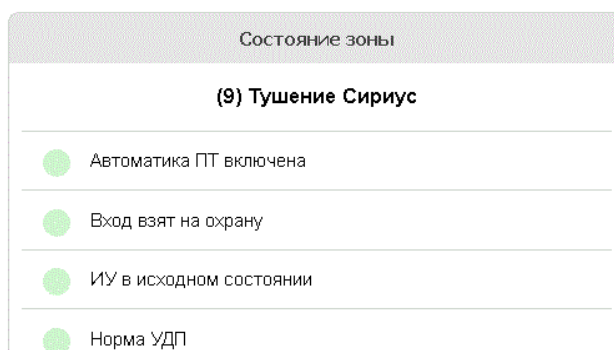 Состояние зоны
(9) Тушение Сириус
Автоматика ПТ включена
Вход взят на охрану
ИУ в исходном состоянии
Норма УДП